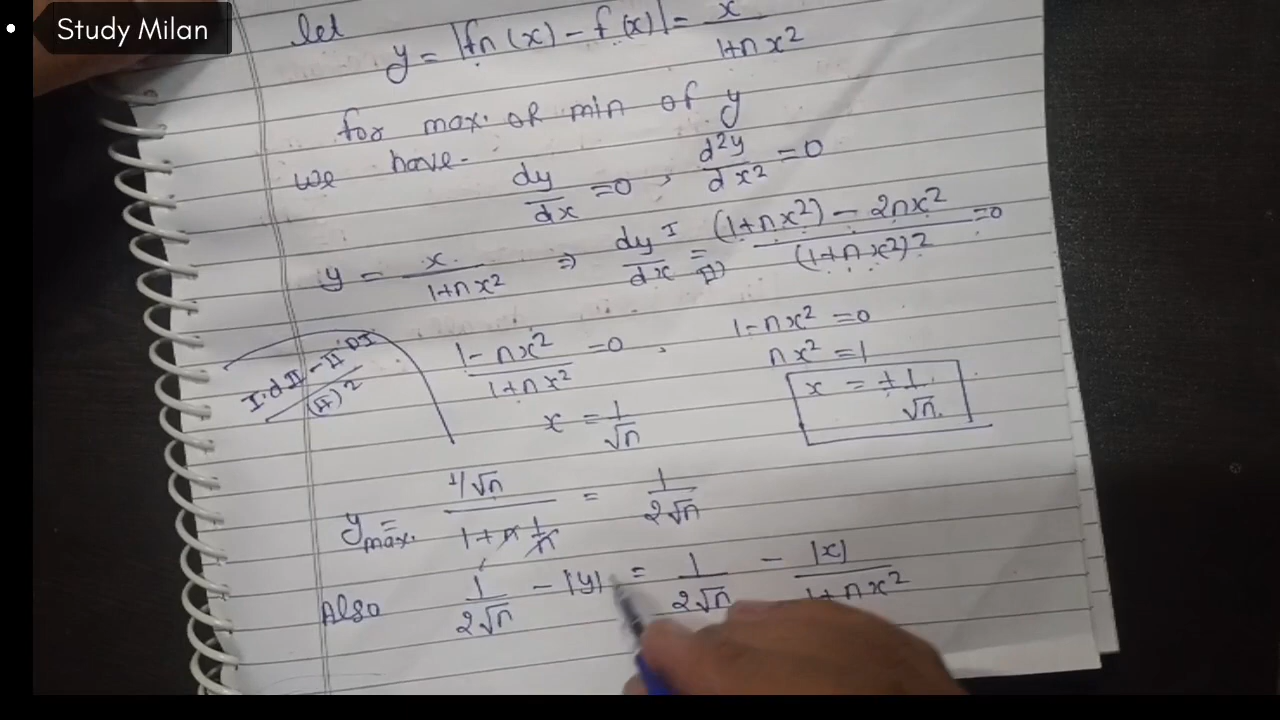 Study Milan
let
y = |fn(x) - f(x)| = x / 1+nx²
for max. or min of y
we have. dy/dx = 0 , d²y/dx² = 0
y = x / 1+nx² ⇒ dy/dx = (1+nx²) - 2nx² / (1+nx²)² = 0
I II
I.dII - II.DI / (II)²
1-nx² / 1+nx² = 0 , 1-nx² = 0
nx² = 1
x = 1/√n x = ±1/√n
y max. = 1/√n / 1+n 1/n = 1/2√n
Also 1/2√n - |y| = 1/2√n - |x| / 1+nx²